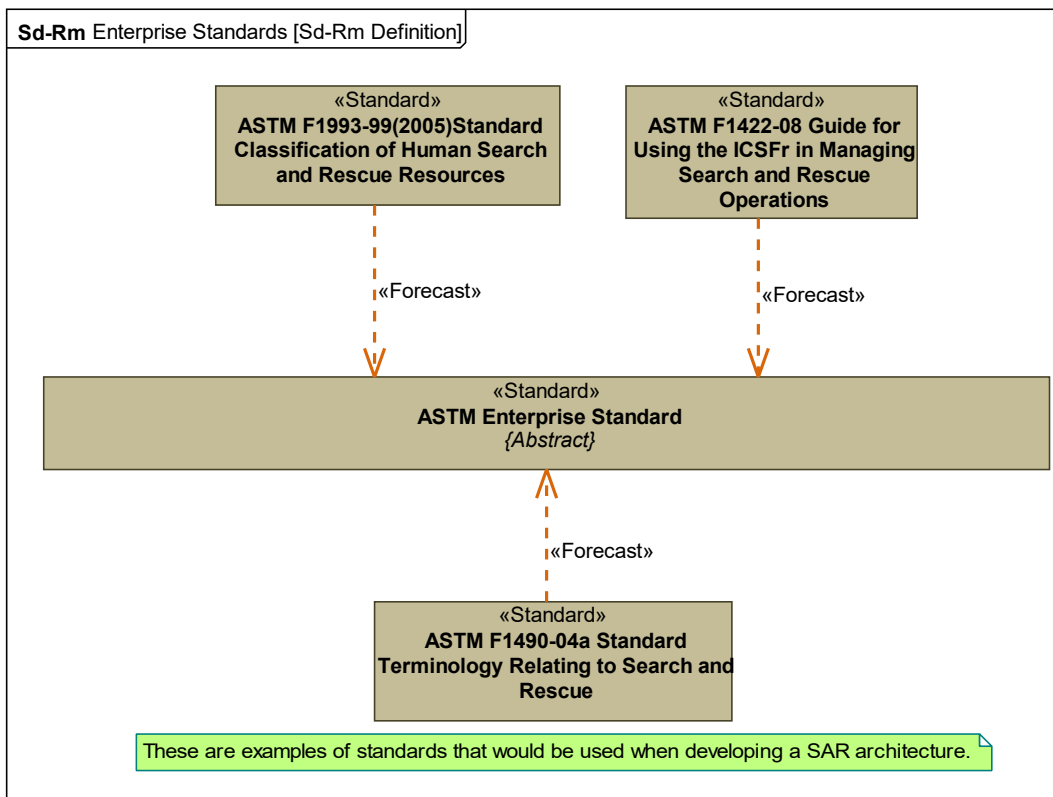 Sd-Rm Enterprise Standards [Sd-Rm Definition]
«Standard»
ASTM F1993-99(2005)Standard
Classification of Human Search
and Rescue Resources
«Standard»
ASTM F1422-08 Guide for
Using the ICSFr in Managing
Search and Rescue
Operations
«Forecast»
«Forecast»
«Standard»
ASTM Enterprise Standard
{Abstract}
«Forecast»
«Standard»
ASTM F1490-04a Standard
Terminology Relating to Search and
Rescue
These are examples of standards that would be used when developing a SAR architecture.